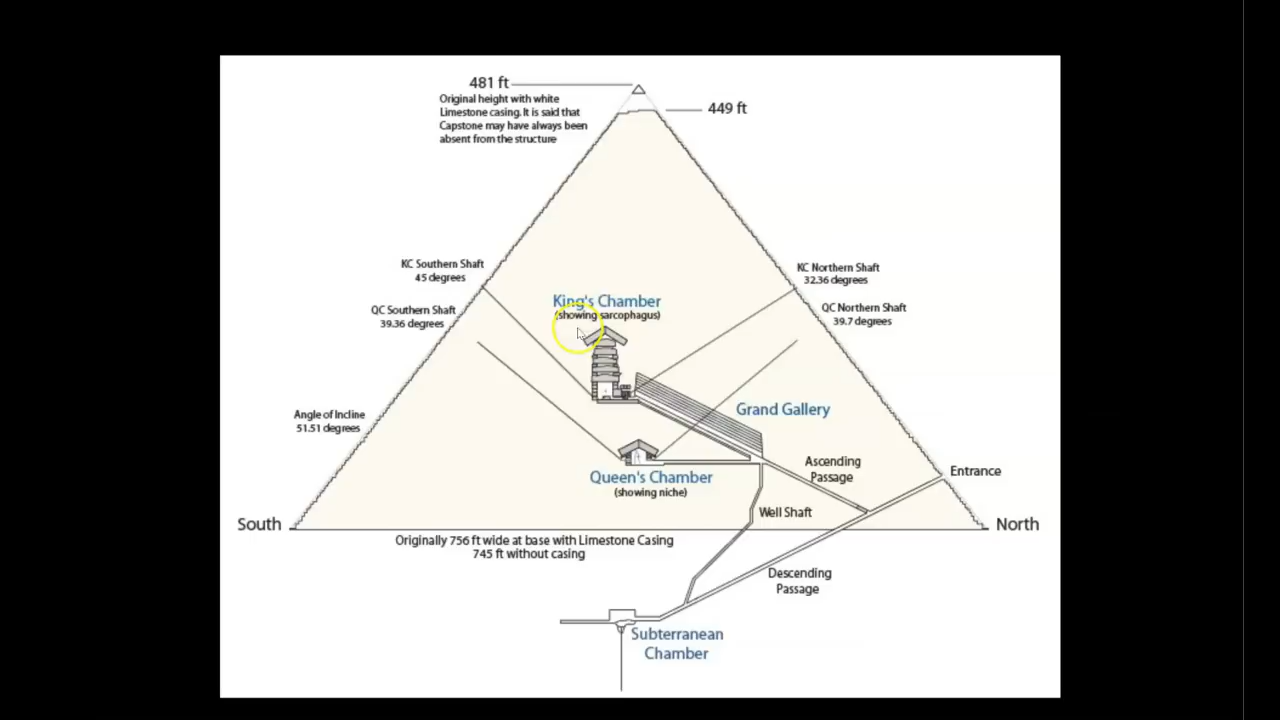 481 ft
Original height with white
Limestone casing. It is said that
Capstone may have always been
absent from the structure
449 ft
KC Southern Shaft
45 degrees
KC Northern Shaft
32.36 degrees
QC Southern Shaft
39.36 degrees
QC Northern Shaft
39.7 degrees
King's Chamber
(showing sarcophagus)
Angle of Incline
51.51 degrees
Grand Gallery
Ascending
Passage
Entrance
Queen's Chamber
(showing niche)
Well Shaft
South
North
Originally 756 ft wide at base with Limestone Casing
745 ft without casing
Descending
Passage
Subterranean
Chamber